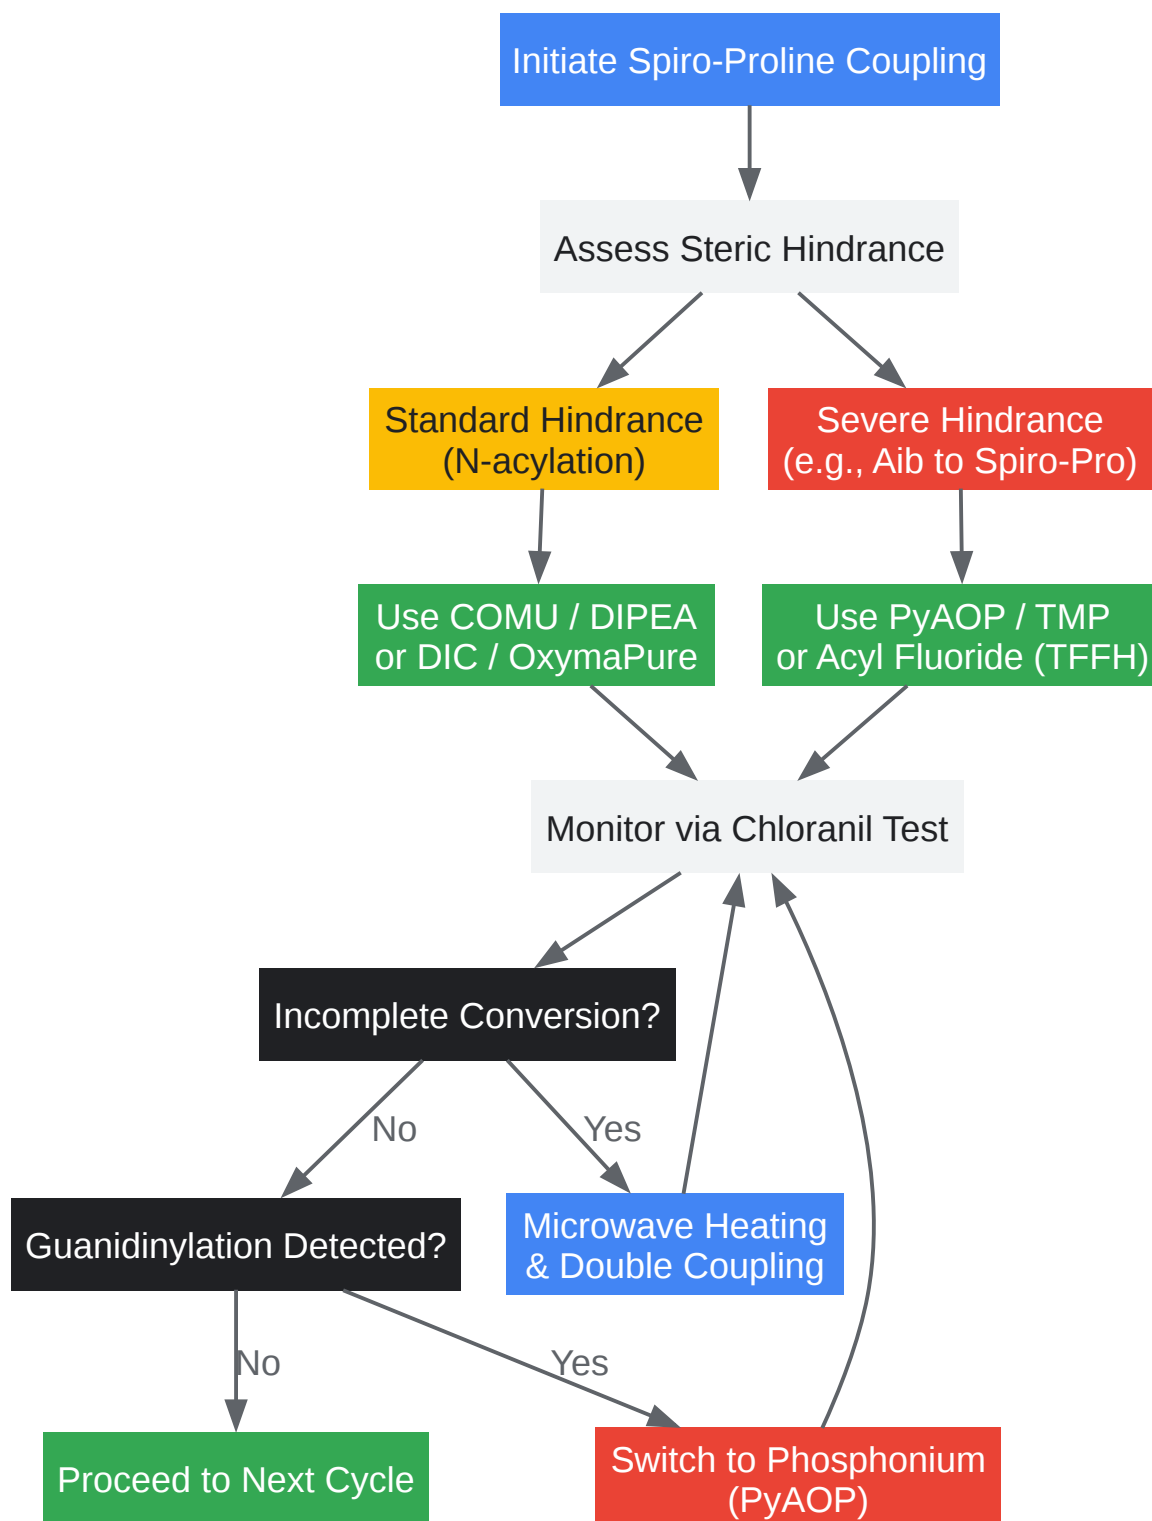 Initiate Spiro-Proline Coupling
Assess Steric Hindrance
Standard Hindrance
(N-acylation)
Severe Hindrance
(e.g., Aib to Spiro-Pro)
Use COMU / DIPEA
or DIC / OxymaPure
Use PyAOP / TMP
or Acyl Fluoride (TFFH)
Monitor via Chloranil Test
Incomplete Conversion?
No
Yes
Guanidinylation Detected?
Microwave Heating
& Double Coupling
No
Yes
Proceed to Next Cycle
Switch to Phosphonium
(PyAOP)